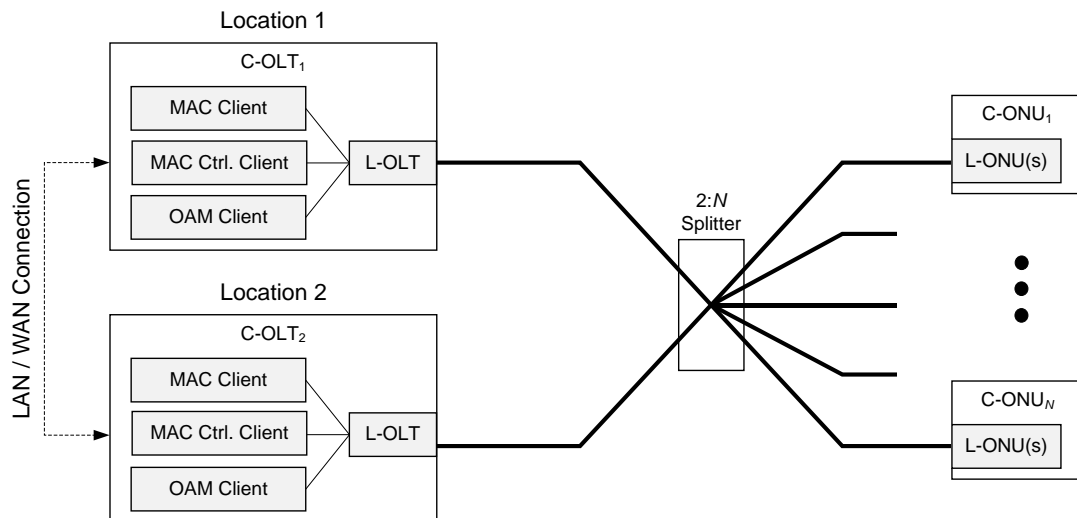 Location 1
C-OLT₁
MAC Client
MAC Ctrl. Client
OAM Client
L-OLT
LAN / WAN Connection
Location 2
C-OLT₂
MAC Client
MAC Ctrl. Client
OAM Client
L-OLT
2:N
Splitter
C-ONU₁
L-ONU(s)
C-ONU_N
L-ONU(s)